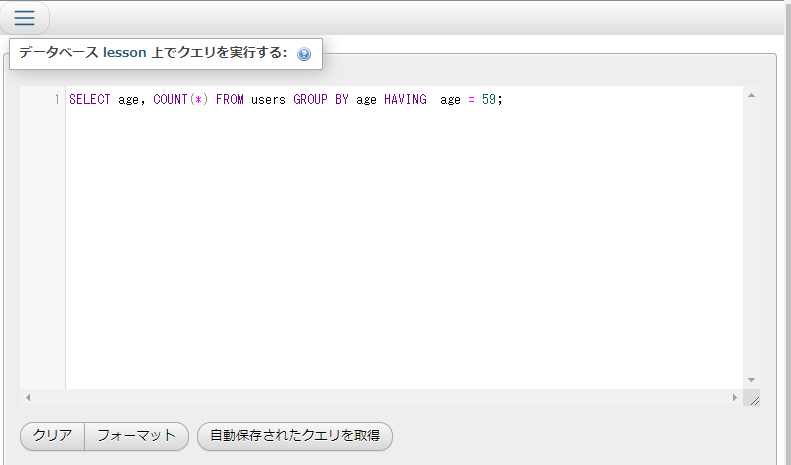 データベース lesson 上でクエリを実行する:
1 SELECT age, COUNT(*) FROM users GROUP BY age HAVING  age = 59;
クリア フォーマット 自動保存されたクエリを取得